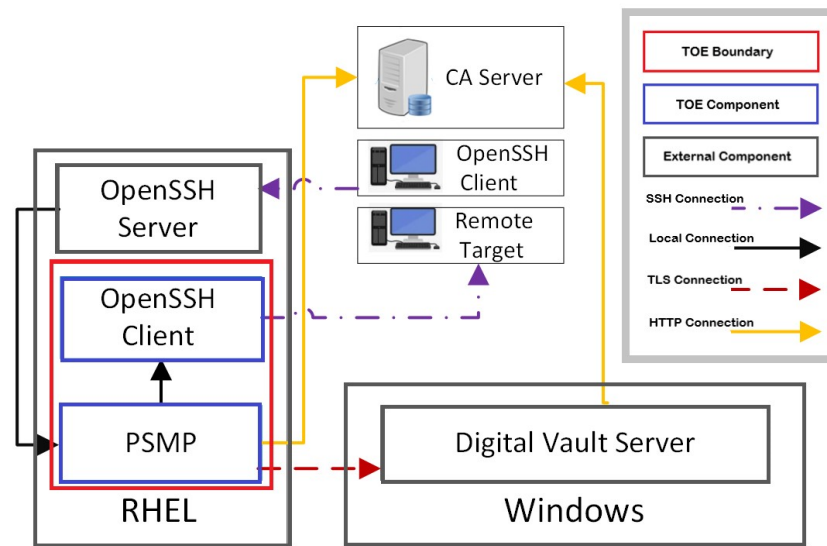 CA Server
OpenSSH
Client
Remote
Target
OpenSSH
Server
OpenSSH
Client
PSMP
RHEL
Digital Vault Server
Windows
TOE Boundary
TOE Component
External Component
SSH Connection
Local Connection
TLS Connection
HTTP Connection